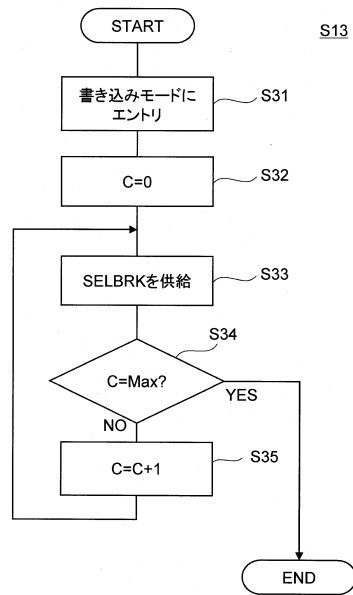 START
S13
書き込みモードに
エントリ
S31
C=0
S32
SELBRKを供給
S33
S34
C=Max?
YES
NO
C=C+1
S35
END